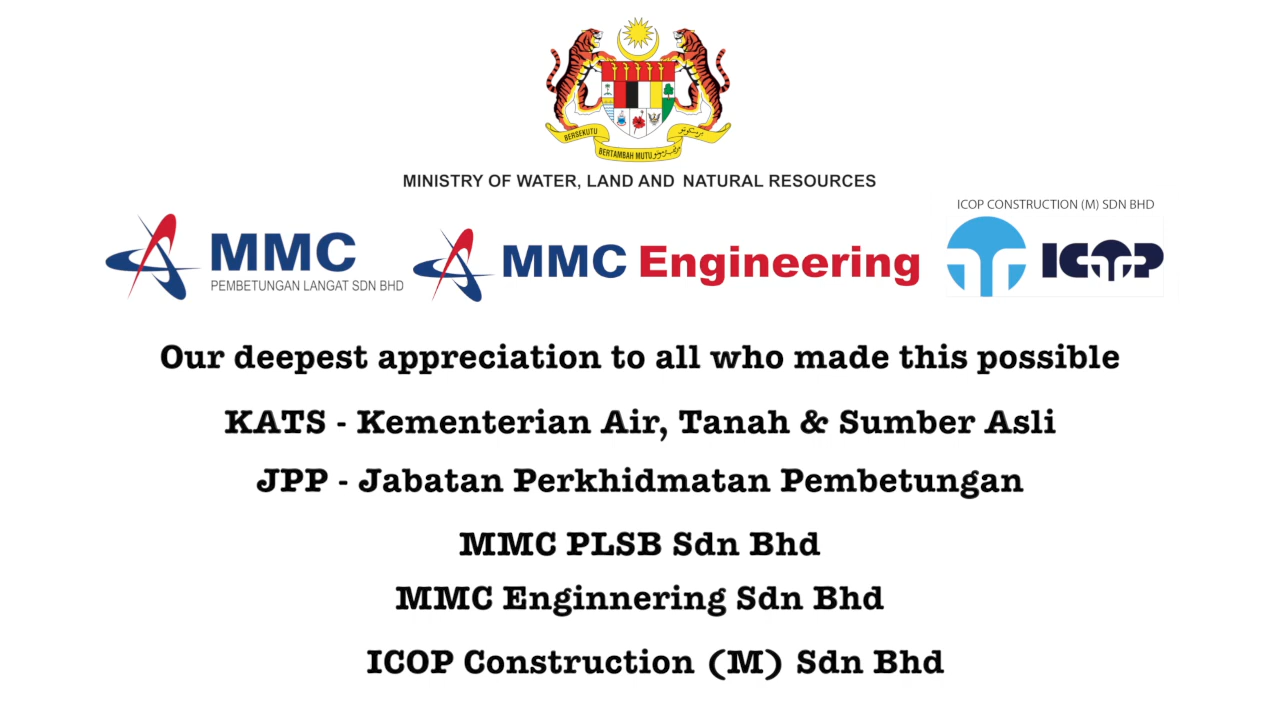 BERSEKUTU
BERTAMBAH MUTU
MINISTRY OF WATER, LAND AND NATURAL RESOURCES
ICOP CONSTRUCTION (M) SDN BHD
MMC
PEMBETUNGAN LANGAT SDN BHD
MMC Engineering
ICOP
Our deepest appreciation to all who made this possible
KATS - Kementerian Air, Tanah & Sumber Asli
JPP - Jabatan Perkhidmatan Pembetungan
MMC PLSB Sdn Bhd
MMC Enginnering Sdn Bhd
ICOP Construction (M) Sdn Bhd